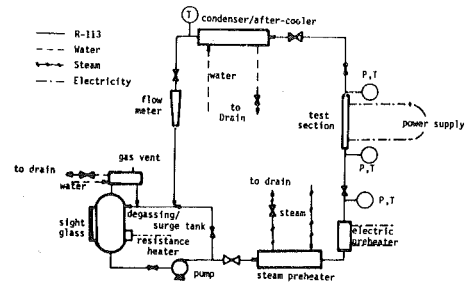 R-113
Water
Steam
Electricity
T
condenser/after-cooler
water
to
Drain
flow
meter
P,T
test
section
power supply
P,T
P,T
to drain
water
gas vent
degassing/
surge tank
sight
glass
resistance
heater
pump
to drain
steam
steam preheater
electric
preheater